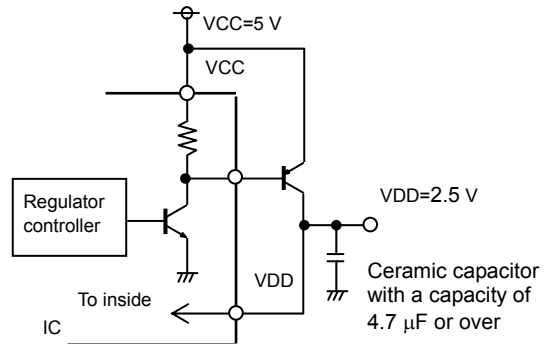 VCC=5 V
VCC
Regulator
controller
VDD=2.5 V
VDD
To inside
IC
Ceramic capacitor
with a capacity of
4.7 μF or over